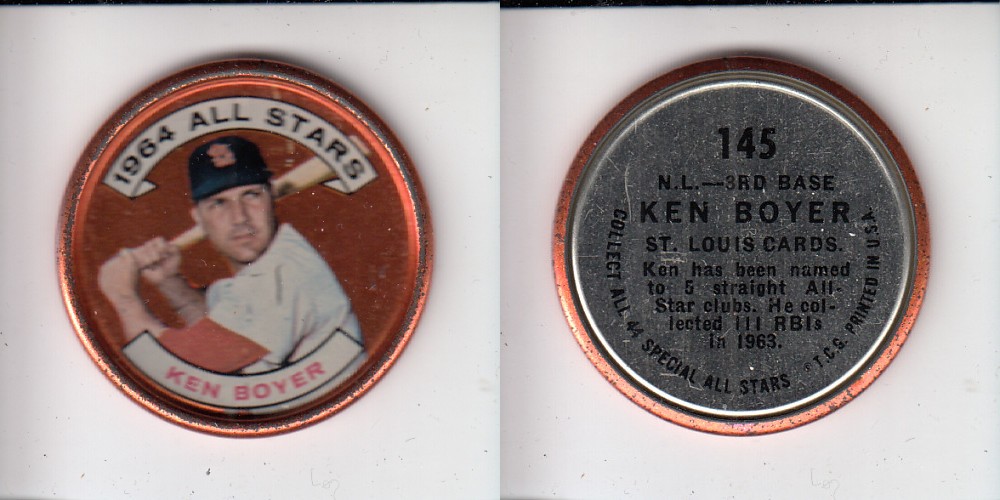 1964 ALL STARS
KEN BOYER
145
N.L.—3RD BASE
KEN BOYER
ST. LOUIS CARDS.
Ken has been named
to 5 straight All-
Star clubs. He col-
lected 111 RBIs
in 1963.
COLLECT ALL 44 SPECIAL ALL STARS ©T.C.G. PRINTED IN U.S.A.